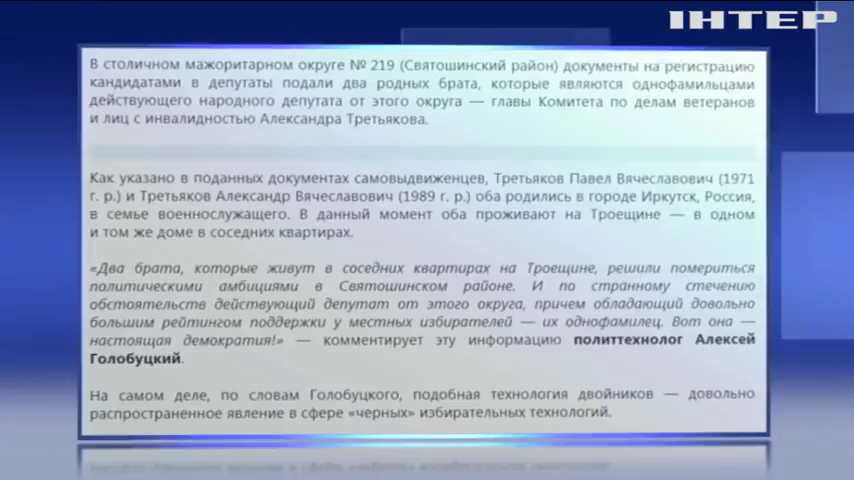 ІНТЕР
В столичном мажоритарном округе № 219 (Святошинский район) документы на регистрацию
кандидатами в депутаты подали два родных брата, которые являются однофамильцами
действующего народного депутата от этого округа — главы Комитета по делам ветеранов
и лиц с инвалидностью Александра Третьякова.
Как указано в поданных документах самовыдвиженцев, Третьяков Павел Вячеславович (1971
г. р.) и Третьяков Александр Вячеславович (1989 г. р.) оба родились в городе Иркутск, Россия,
в семье военнослужащего. В данный момент оба проживают на Троещине — в одном
и том же доме в соседних квартирах.
«Два брата, которые живут в соседних квартирах на Троещине, решили помериться
политическими амбициями в Святошинском районе. И по странному стечению
обстоятельств действующий депутат от этого округа, причем обладающий довольно
большим рейтингом поддержки у местных избирателей — их однофамилец. Вот она —
настоящая демократия!» — комментирует эту информацию политтехнолог Алексей
Голобуцкий.
На самом деле, по словам Голобуцкого, подобная технология двойников — довольно
распространенное явление в сфере «черных» избирательных технологий.